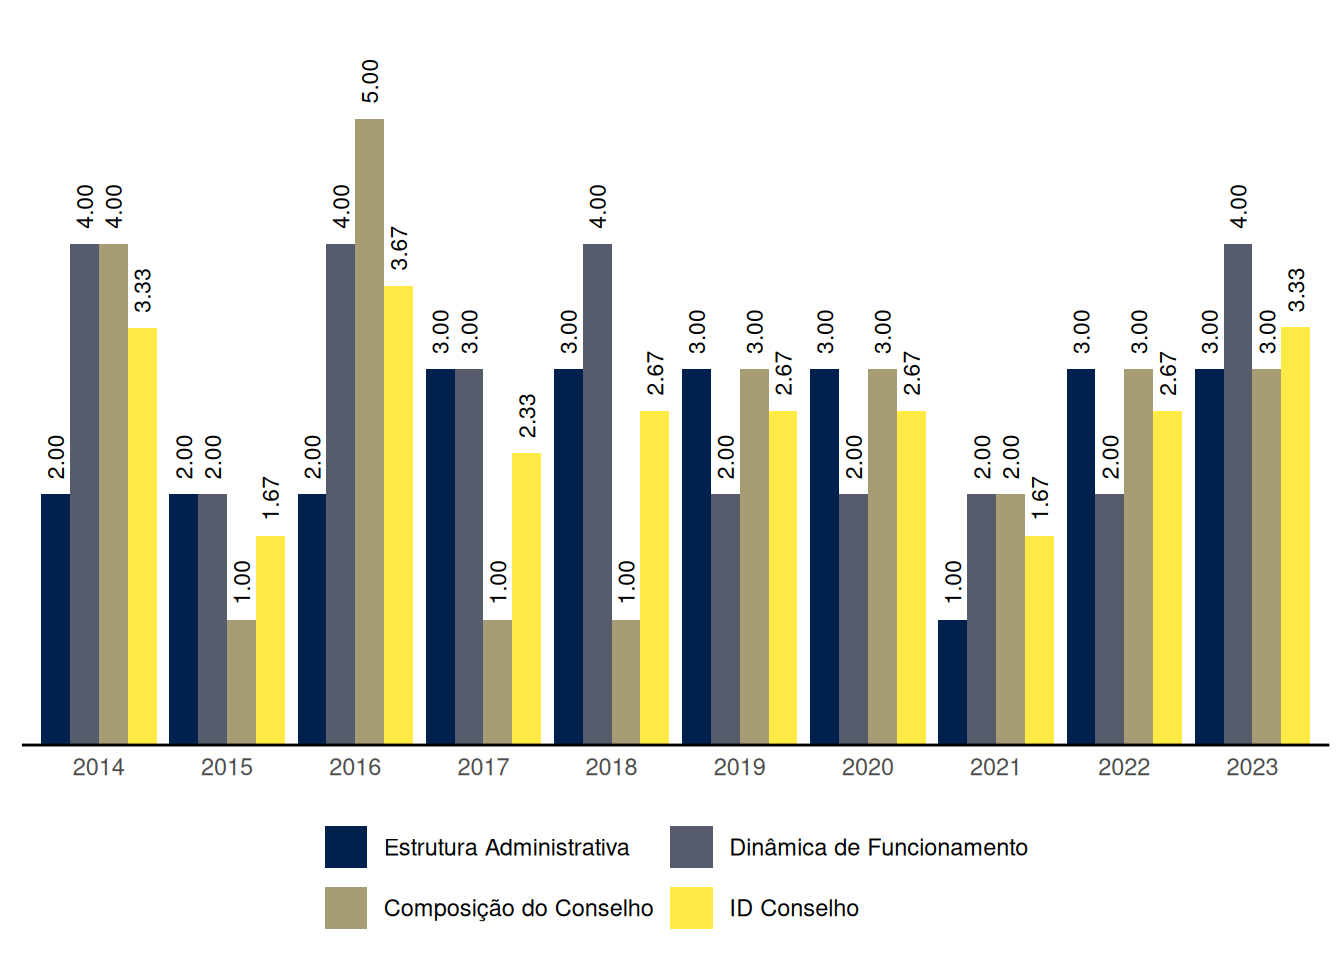 2.00 4.00 4.00 3.33 2.00 2.00 1.00 1.67 2.00 4.00 5.00 3.67 3.00 3.00 1.00 2.33 3.00 4.00 1.00 2.67 3.00 2.00 3.00 2.67 3.00 2.00 3.00 2.67 1.00 2.00 2.00 1.67 3.00 2.00 3.00 2.67 3.00 4.00 3.00 3.33
2014 2015 2016 2017 2018 2019 2020 2021 2022 2023
Estrutura Administrativa Dinâmica de Funcionamento
Composição do Conselho ID Conselho